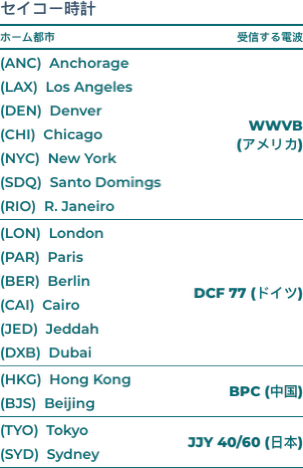 セイコー時計
ホーム都市 受信する電波
(ANC) Anchorage
(LAX) Los Angeles
(DEN) Denver
(CHI) Chicago
(NYC) New York
(SDQ) Santo Domings
(RIO) R. Janeiro
WWVB
(アメリカ)
(LON) London
(PAR) Paris
(BER) Berlin
(CAI) Cairo
(JED) Jeddah
(DXB) Dubai
DCF 77 (ドイツ)
(HKG) Hong Kong
(BJS) Beijing
BPC (中国)
(TYO) Tokyo
(SYD) Sydney
JJY 40/60 (日本)